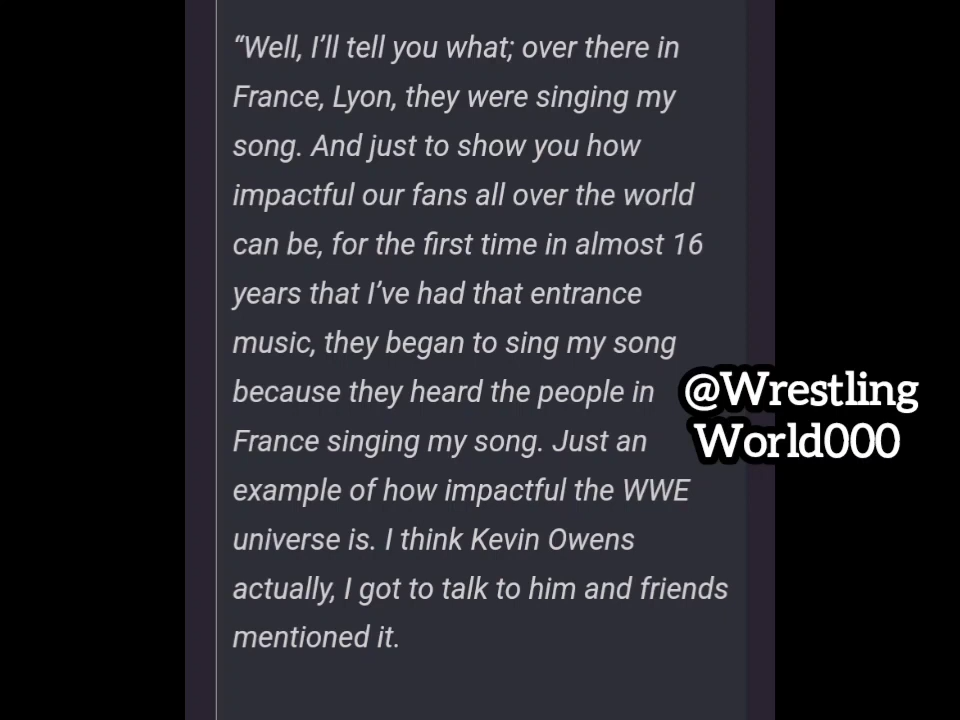 “Well, I’ll tell you what; over there in
France, Lyon, they were singing my
song. And just to show you how
impactful our fans all over the world
can be, for the first time in almost 16
years that I’ve had that entrance
music, they began to sing my song
because they heard the people in
France singing my song. Just an
example of how impactful the WWE
universe is. I think Kevin Owens
actually, I got to talk to him and friends
mentioned it.
@Wrestling
World000